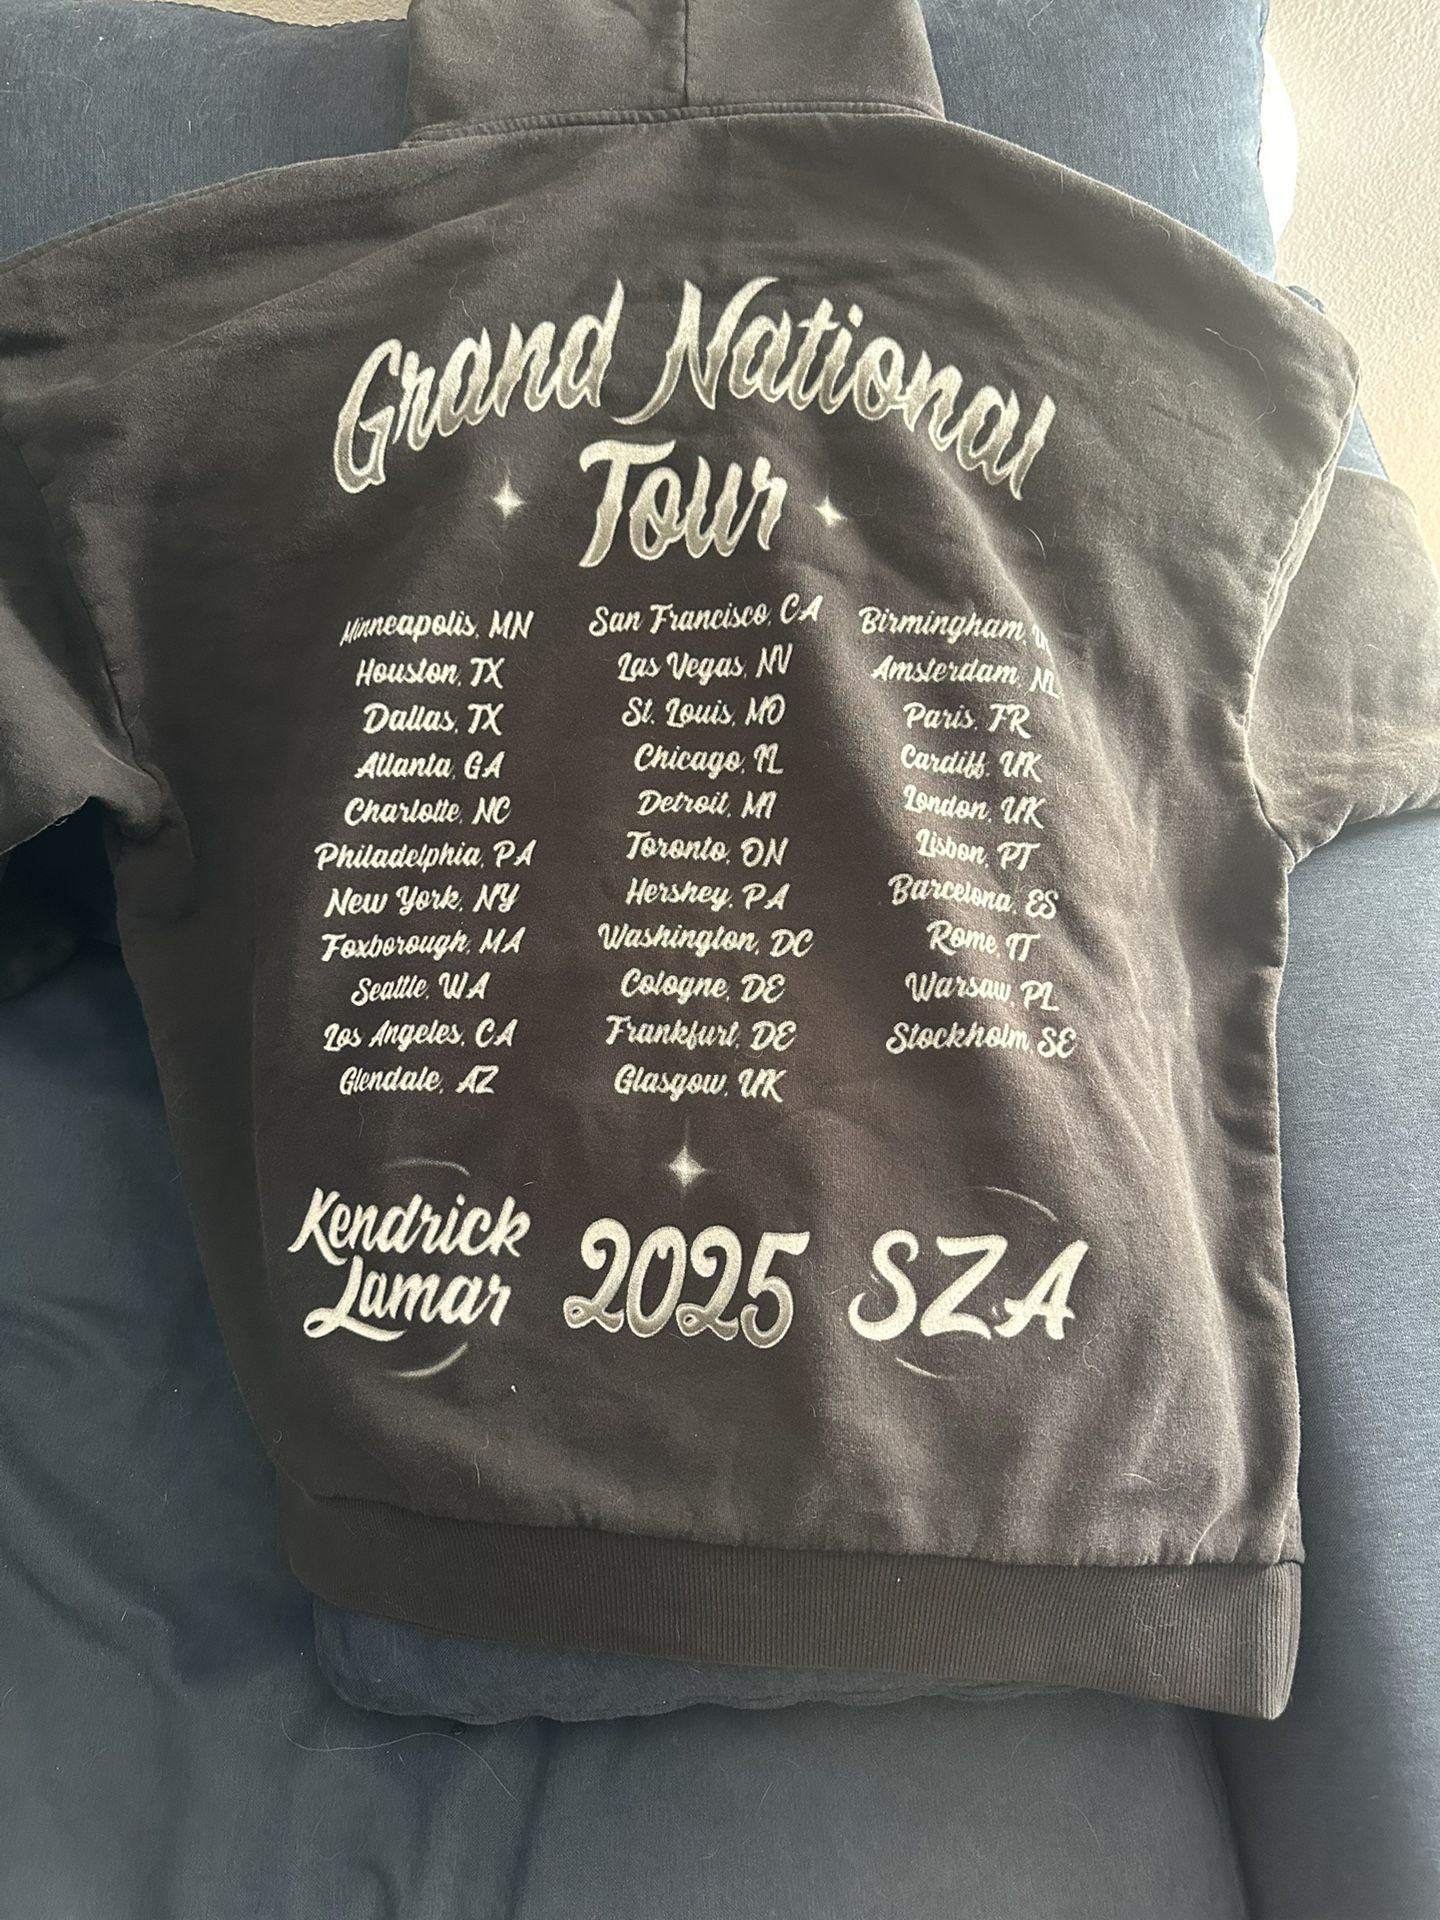 Grand National
Tour
Minneapolis, MN
Houston, TX
Dallas, TX
Atlanta, GA
Charlotte, NC
Philadelphia, PA
New York, NY
Foxborough, MA
Seattle, WA
Los Angeles, CA
Glendale, AZ
San Francisco, CA
Las Vegas, NV
St. Louis, MO
Chicago, IL
Detroit, MI
Toronto, ON
Hershey, PA
Washington, DC
Cologne, DE
Frankfurt, DE
Glasgow, UK
Birmingham,
Amsterdam, NL
Paris, FR
Cardiff, UK
London, UK
Lisbon, PT
Barcelona, ES
Rome, IT
Warsaw, PL
Stockholm, SE
Kendrick
Lamar
2025
SZA